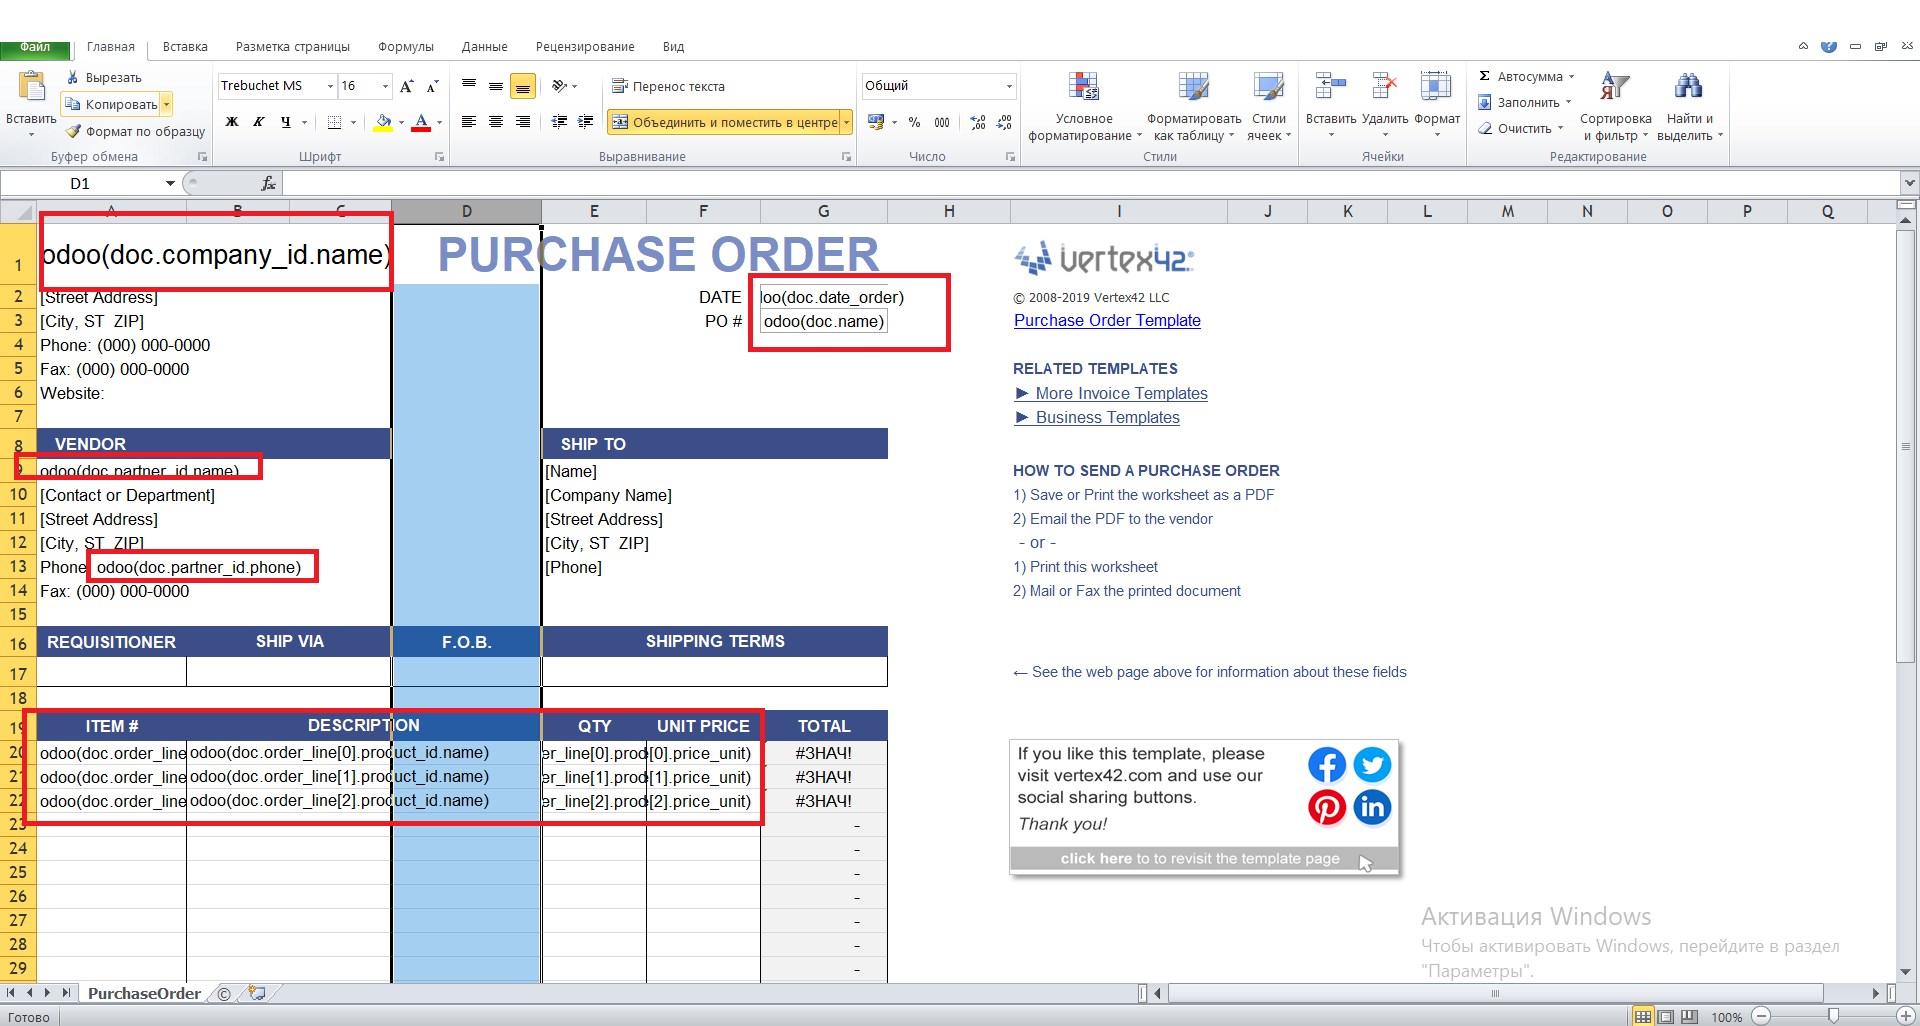 Файл Главная Вставка Разметка страницы Формулы Данные Рецензирование Вид
Вставить
Вырезать
Копировать
Формат по образцу
Буфер обмена
Trebuchet MS 16
Ж К Ч А
Шрифт
Перенос текста
Объединить и поместить в центре
Выравнивание
Общий
% 000
Число
Условное форматирование
Форматировать как таблицу
Стили ячеек
Стили
Вставить Удалить Формат
Ячейки
Σ Автосумма
Заполнить
Очистить
Сортировка и фильтр
Найти и выделить
Редактирование
D1 fx
A B C D E F G H I J K L M N O P Q
1 odoo(doc.company_id.name) PURCHASE ORDER vertex42®
2 [Street Address] DATE loo(doc.date_order) © 2008-2019 Vertex42 LLC
3 [City, ST ZIP] PO # odoo(doc.name) Purchase Order Template
4 Phone: (000) 000-0000
5 Fax: (000) 000-0000 RELATED TEMPLATES
6 Website: ► More Invoice Templates
7 ► Business Templates
8 VENDOR SHIP TO
9 odoo(doc.partner_id.name) [Name] HOW TO SEND A PURCHASE ORDER
10 [Contact or Department] [Company Name] 1) Save or Print the worksheet as a PDF
11 [Street Address] [Street Address] 2) Email the PDF to the vendor
12 [City, ST ZIP] [City, ST ZIP] - or -
13 Phone odoo(doc.partner_id.phone) [Phone] 1) Print this worksheet
14 Fax: (000) 000-0000 2) Mail or Fax the printed document
15
16 REQUISITIONER SHIP VIA F.O.B. SHIPPING TERMS
17 ← See the web page above for information about these fields
18
19 ITEM # DESCRIPTION QTY UNIT PRICE TOTAL
20 odoo(doc.order_line odoo(doc.order_line[0].product_id.name) er_line[0].prod [0].price_unit) #ЗНАЧ!
21 odoo(doc.order_line odoo(doc.order_line[1].product_id.name) er_line[1].prod [1].price_unit) #ЗНАЧ!
22 odoo(doc.order_line odoo(doc.order_line[2].product_id.name) er_line[2].prod [2].price_unit) #ЗНАЧ!
23 -
24 -
25 -
26 -
27 -
28 -
29 -
If you like this template, please
visit vertex42.com and use our
social sharing buttons.
Thank you!
click here to to revisit the template page
Активация Windows
Чтобы активировать Windows, перейдите в раздел
"Параметры".
PurchaseOrder ©
Готово 100%